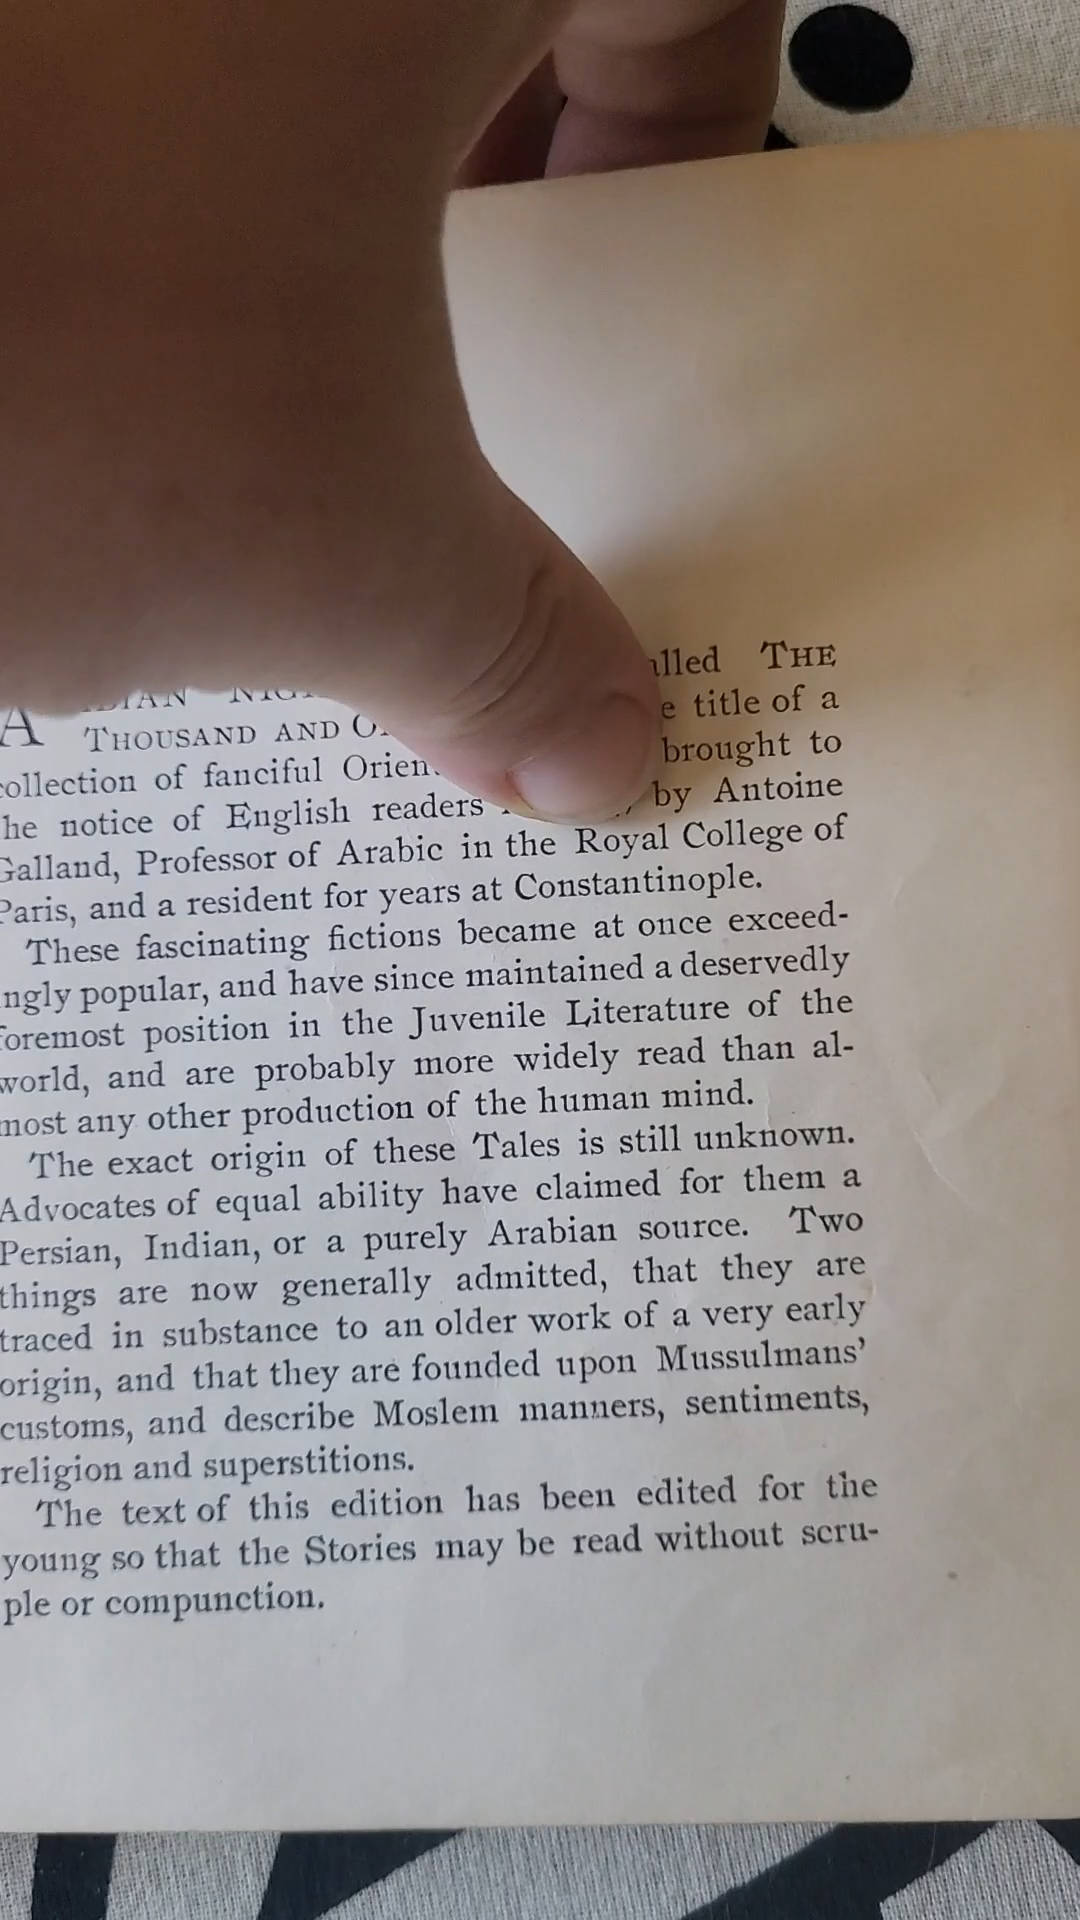 THE
A THOUSAND AND title of a
collection of fanciful brought to
the notice of English readers by Antoine
Galland, Professor of Arabic in the Royal College of
Paris, and a resident for years at Constantinople.
These fascinating fictions became at once exceed-
ingly popular, and have since maintained a deservedly
foremost position in the Juvenile Literature of the
world, and are probably more widely read than al-
most any other production of the human mind.
The exact origin of these Tales is still unknown.
Advocates of equal ability have claimed for them a
Persian, Indian, or a purely Arabian source. Two
things are now generally admitted, that they are
traced in substance to an older work of a very early
origin, and that they are founded upon Mussulmans'
customs, and describe Moslem manners, sentiments,
religion and superstitions.
The text of this edition has been edited for the
young so that the Stories may be read without scru-
ple or compunction.